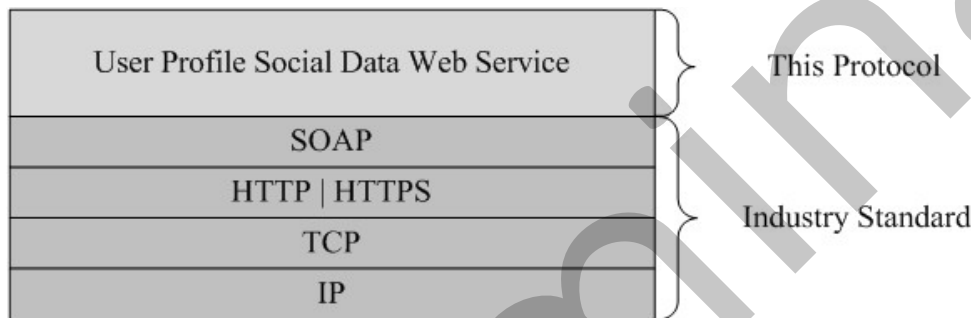 User Profile Social Data Web Service
This Protocol
SOAP
HTTP | HTTPS
TCP
Industry Standard
IP